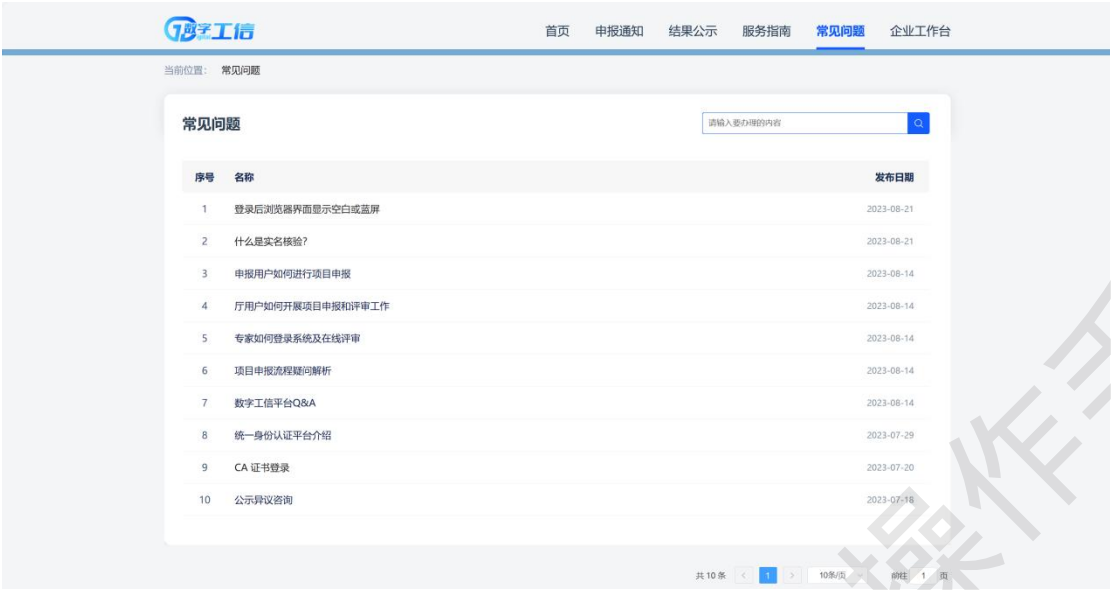 数字工信
首页 申报通知 结果公示 服务指南 常见问题 企业工作台
当前位置： 常见问题
常见问题
请输入要办理的内容
序号 名称 发布日期
1 登录后浏览器界面显示空白或蓝屏 2023-08-21
2 什么是实名核验？ 2023-08-21
3 申报用户如何进行项目申报 2023-08-14
4 厅用户如何开展项目申报和评审工作 2023-08-14
5 专家如何登录系统及在线评审 2023-08-14
6 项目申报流程疑问解析 2023-08-14
7 数字工信平台Q&A 2023-08-14
8 统一身份认证平台介绍 2023-07-29
9 CA 证书登录 2023-07-20
10 公示异议咨询 2023-07-18
共 10 条 < 1 > 10条/页 前往 1 页
操作手